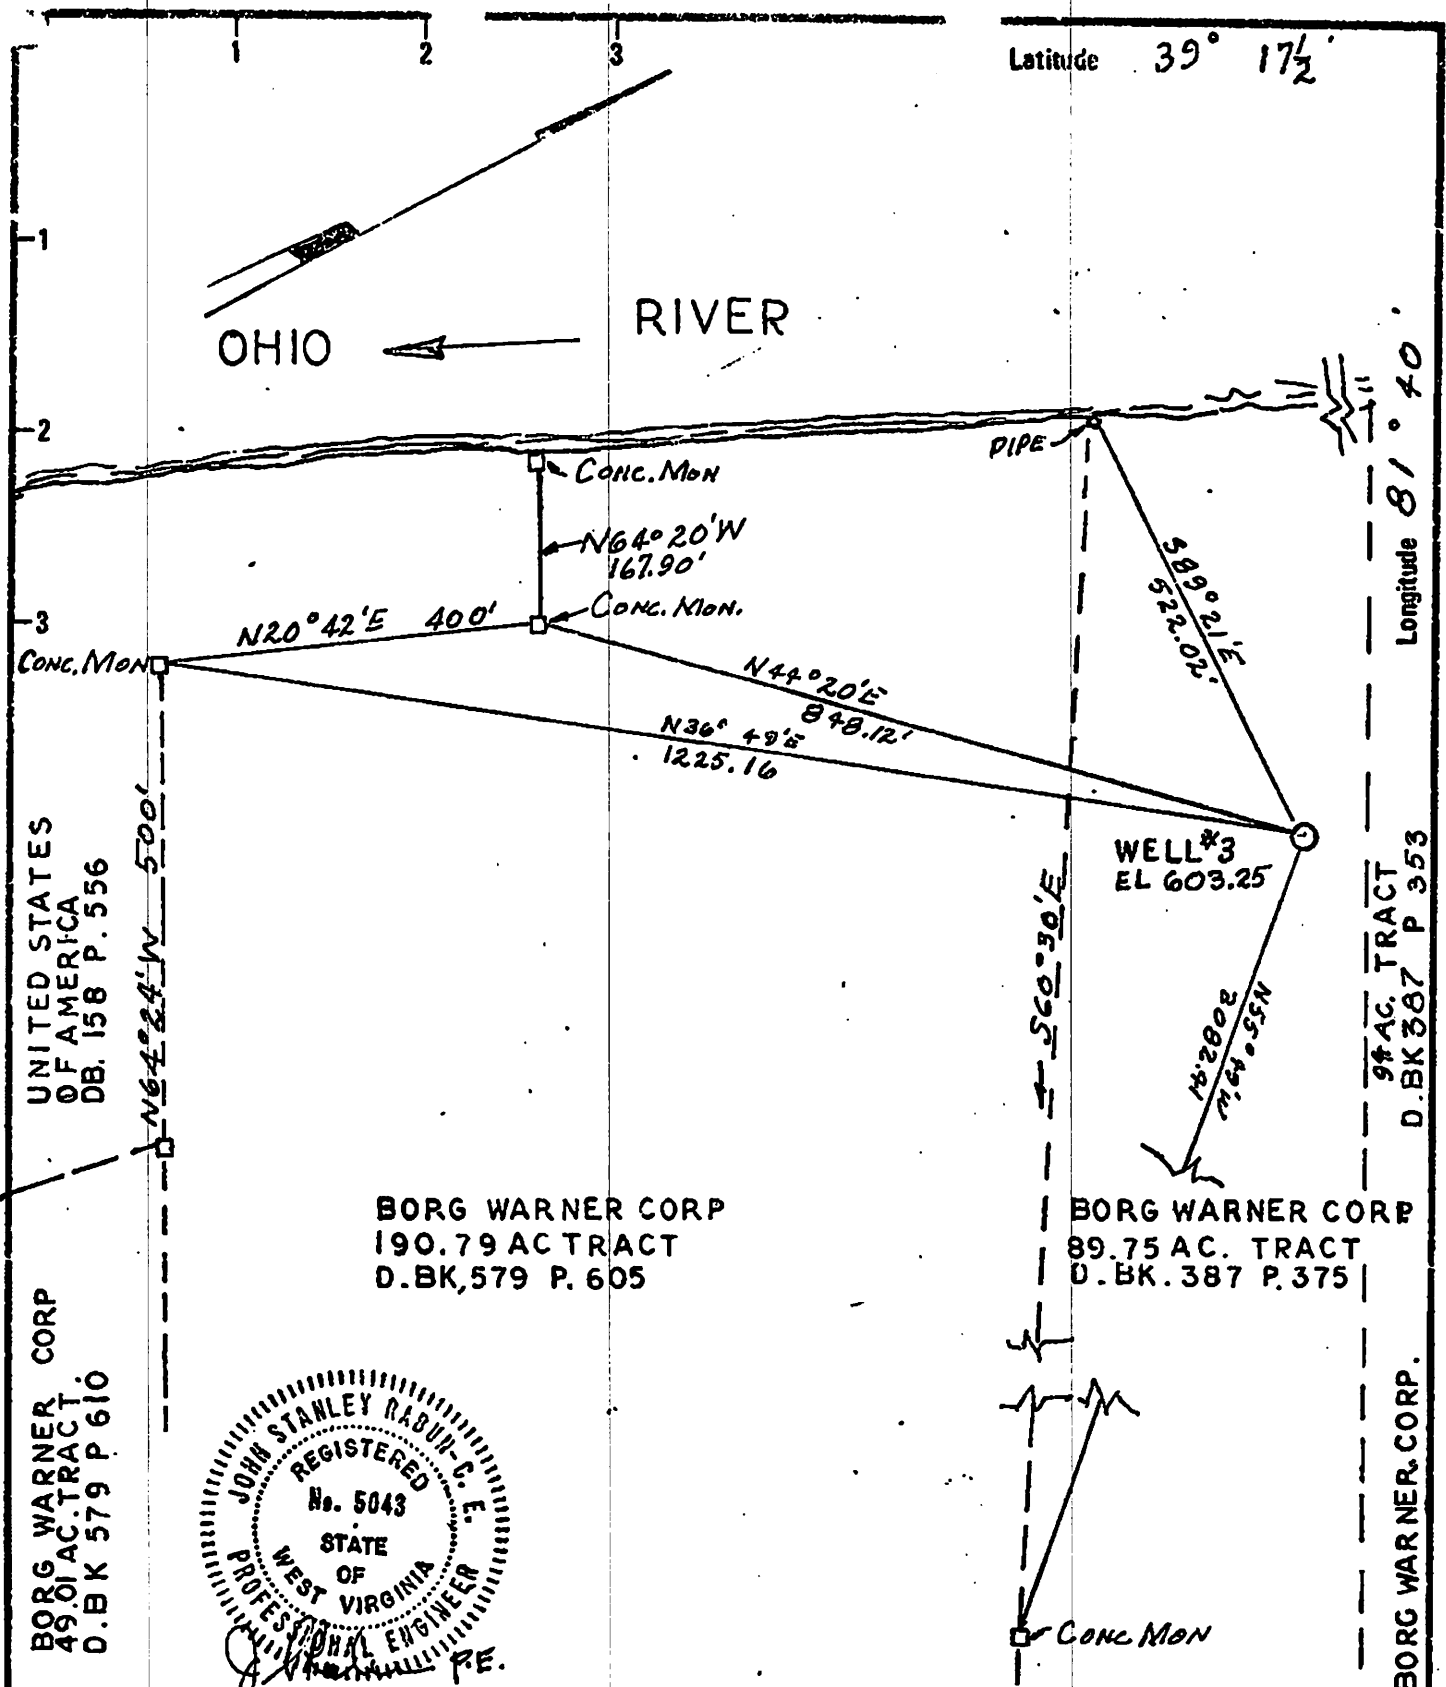 1 2 3
Latitude 39° 17½'
1
2
3
OHIO RIVER
Longitude 81° 40'
PIPE
CONC. MON
N64°20'W
167.90'
CONC. MON.
N20°42'E 400'
CONC. MON
S89°21'E
522.02'
N44°20'E
848.12'
N36° 49'E
1225.16
WELL #3
EL 603.25
UNITED STATES
OF AMERICA
DB. 158 P. 556
N64°24'W 500'
S60°30'E
N55°49'W
2082.41
AC. TRACT
D.BK 387 P 353
BORG WARNER CORP
190.79 AC TRACT
D.BK, 579 P. 605
BORG WARNER CORP
89.75 AC. TRACT
D.BK. 387 P. 375
BORG WARNER CORP
49.01 AC. TRACT.
D.BK 579 P 610
JOHN STANLEY RABUN-C.E.
REGISTERED
No. 5043
STATE
OF
WEST VIRGINIA
PROFESSIONAL ENGINEER
P.E.
CONC MON
BORG WARNER CORP.